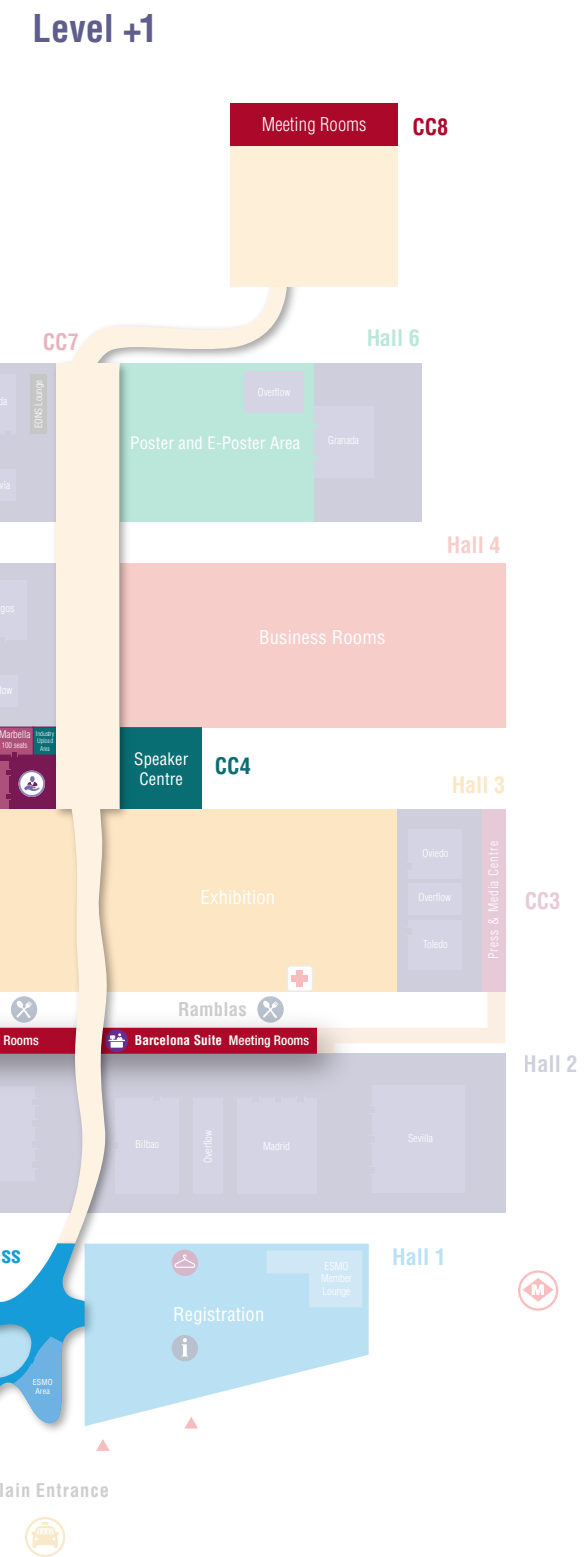 Level +1
Meeting Rooms
CC8
CC7
Hall 6
EONS Lounge
Overflow
Poster and E-Poster Area
Granada
Hall 4
Business Rooms
Marbella
100 seats
Industry
Upload
Area
Speaker
Centre
CC4
Hall 3
Exhibition
Oviedo
Overflow
Toledo
Press & Media Centre
CC3
Ramblas
Rooms
Barcelona Suite Meeting Rooms
Hall 2
Bilbao
Overflow
Madrid
Sevilla
Hall 1
ESMO
Member
Lounge
M
Registration
i
ESMO
Area
Entrance